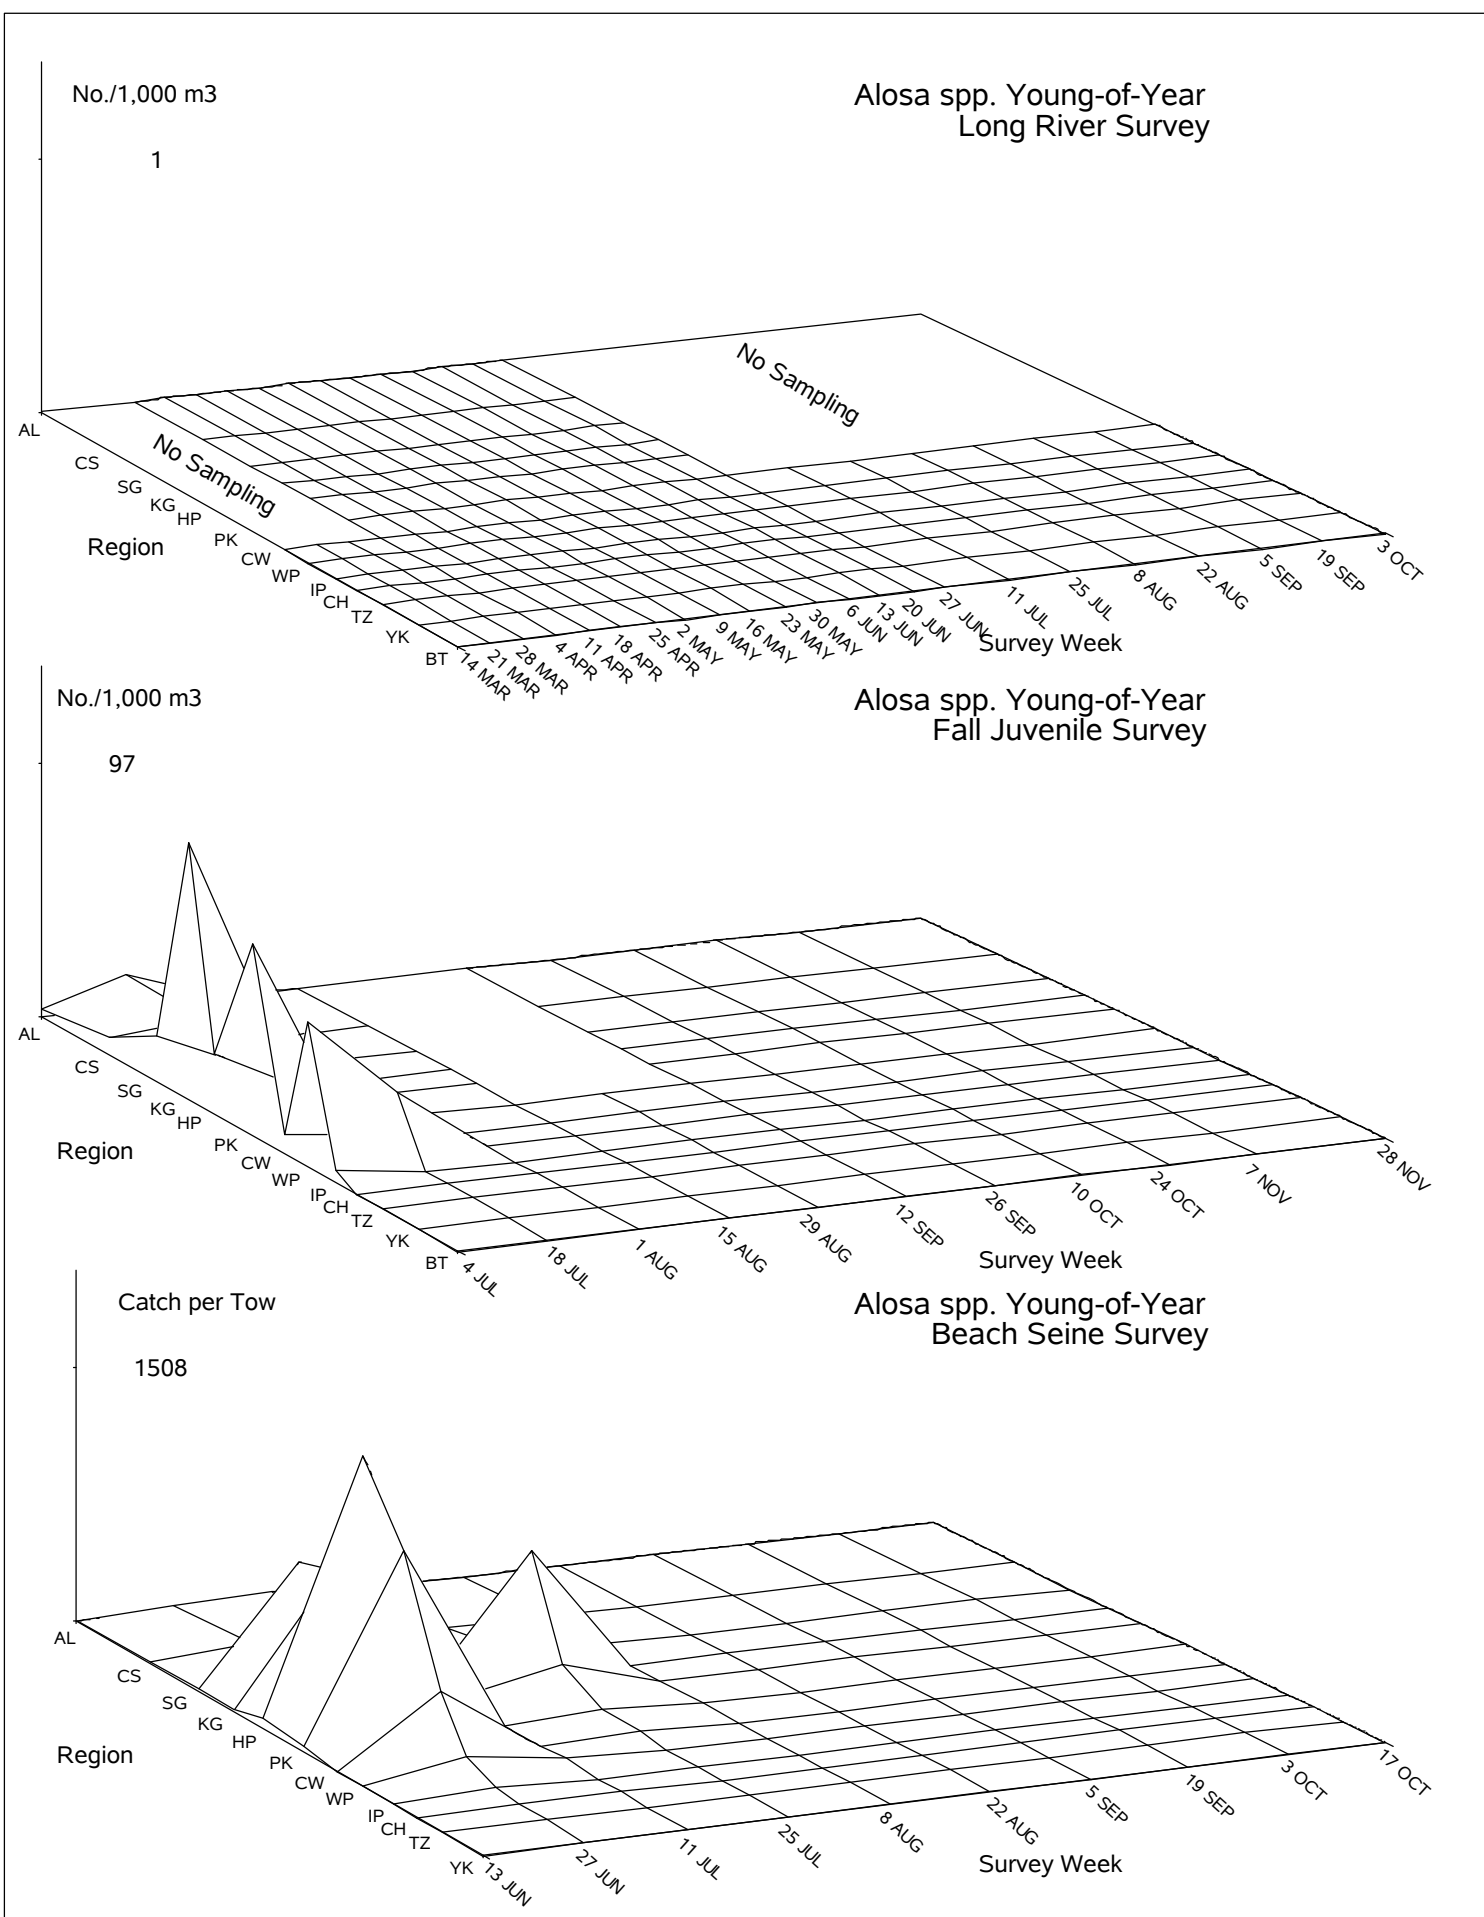 No./1,000 m3
Alosa spp. Young-of-Year
Long River Survey
1
No Sampling
No Sampling
AL
CS
SG
KG
HP
PK
CW
WP
IP
CH
TZ
YK
BT
Region
14 MAR
21 MAR
28 MAR
4 APR
11 APR
18 APR
25 APR
2 MAY
9 MAY
16 MAY
23 MAY
30 MAY
6 JUN
13 JUN
20 JUN
27 JUN
11 JUL
25 JUL
8 AUG
22 AUG
5 SEP
19 SEP
3 OCT
Survey Week
No./1,000 m3
Alosa spp. Young-of-Year
Fall Juvenile Survey
97
AL
CS
SG
KG
HP
PK
CW
WP
IP
CH
TZ
YK
BT
Region
4 JUL
18 JUL
1 AUG
15 AUG
29 AUG
12 SEP
26 SEP
10 OCT
24 OCT
7 NOV
28 NOV
Survey Week
Catch per Tow
Alosa spp. Young-of-Year
Beach Seine Survey
1508
AL
CS
SG
KG
HP
PK
CW
WP
IP
CH
TZ
YK
Region
13 JUN
27 JUN
11 JUL
25 JUL
8 AUG
22 AUG
5 SEP
19 SEP
3 OCT
17 OCT
Survey Week